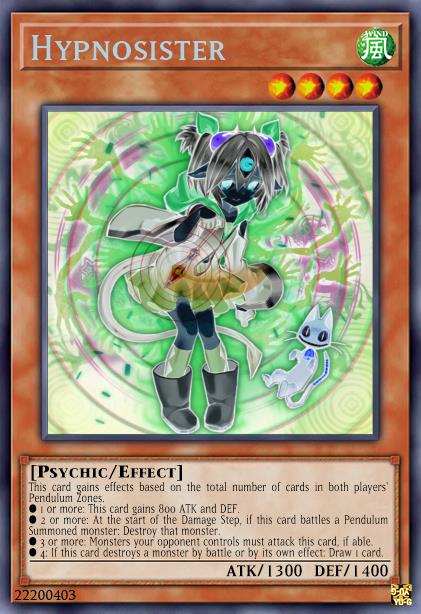 HYPNOSISTER
WIND
風
[PSYCHIC/EFFECT]
This card gains effects based on the total number of cards in both players'
Pendulum Zones.
● 1 or more: This card gains 800 ATK and DEF.
● 2 or more: At the start of the Damage Step, if this card battles a Pendulum
Summoned monster: Destroy that monster.
● 3 or more: Monsters your opponent controls must attack this card, if able.
● 4: If this card destroys a monster by battle or by its own effect: Draw 1 card.
ATK/1300 DEF/1400
22200403